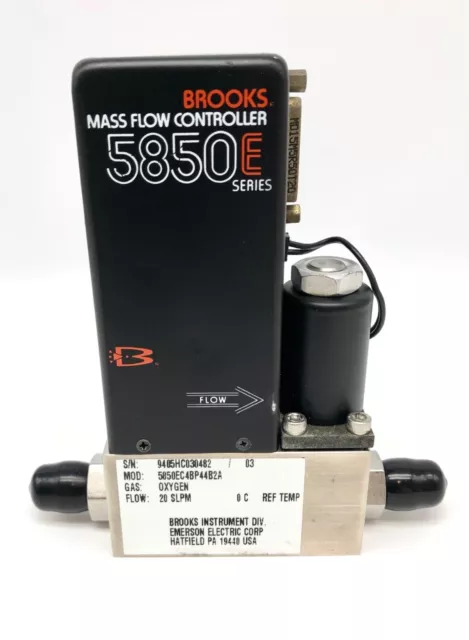 BROOKS
MASS FLOW CONTROLLER
5850E
SERIES
B
FLOW
S/N: 9405HC030482 / 03
MOD: 5850EC4BP44B2A
GAS: OXYGEN
FLOW: 20 SLPM 0 C REF TEMP
BROOKS INSTRUMENT DIV.
EMERSON ELECTRIC CORP
HATFIELD PA 19440 USA